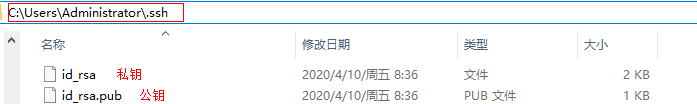 C:\Users\Administrator\.ssh
名称 修改日期 类型 大小
id_rsa 私钥 2020/4/10/周五 8:36 文件 2 KB
id_rsa.pub 公钥 2020/4/10/周五 8:36 PUB 文件 1 KB